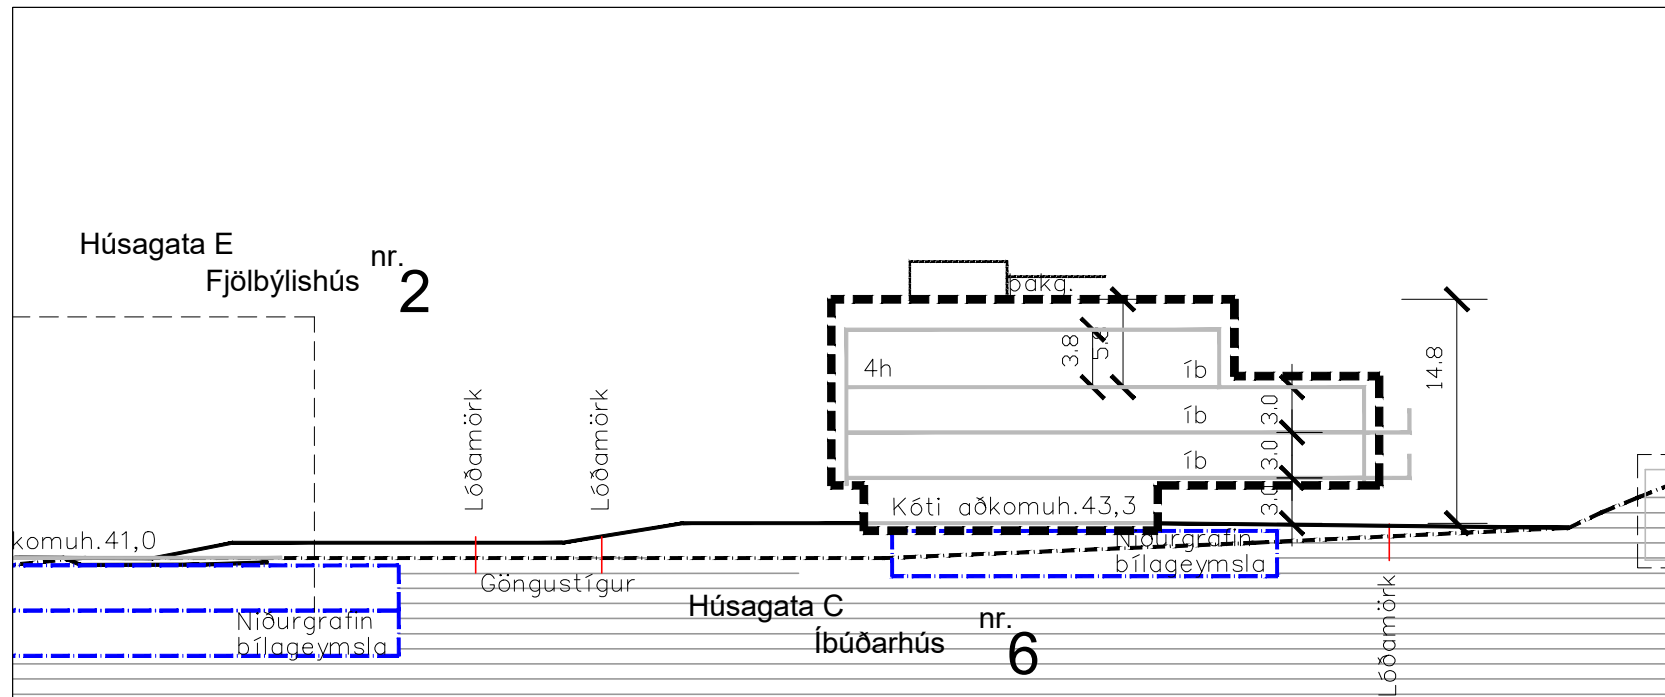 Húsagata E
Fjölbýlishús
nr.
2
þakg.
3.8
14.8
4h
íb
íb
íb
3.0
3.0
3.0
Lóðamörk
Lóðamörk
Kóti aðkomuh.43,3
komuh.41,0
Niðurgrafin
bílageymsla
Göngustígur
Niðurgrafin
bílageymsla
Húsagata C
Íbúðarhús
nr.
6
Lóðamörk